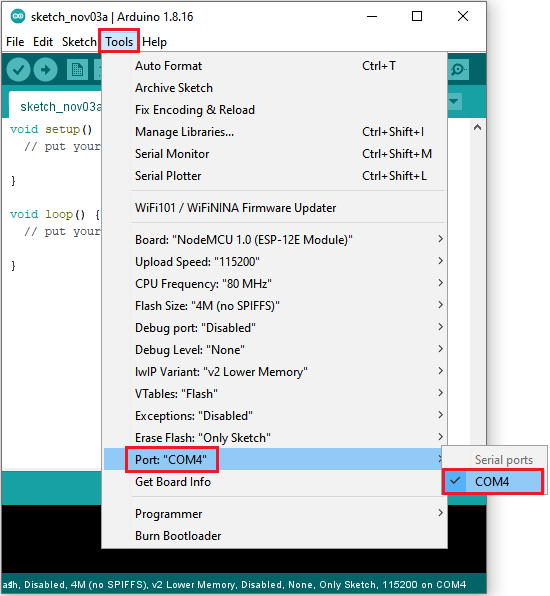 sketch_nov03a | Arduino 1.8.16
File Edit Sketch Tools Help
Auto Format Ctrl+T
Archive Sketch
sketch_nov03a
Fix Encoding & Reload
void setup()
Manage Libraries... Ctrl+Shift+I
// put your
Serial Monitor Ctrl+Shift+M
Serial Plotter Ctrl+Shift+L
}
WiFi101 / WiFiNINA Firmware Updater
void loop() {
// put your
Board: "NodeMCU 1.0 (ESP-12E Module)"
Upload Speed: "115200"
}
CPU Frequency: "80 MHz"
Flash Size: "4M (no SPIFFS)"
Debug port: "Disabled"
Debug Level: "None"
lwIP Variant: "v2 Lower Memory"
VTables: "Flash"
Exceptions: "Disabled"
Erase Flash: "Only Sketch"
Port: "COM4"
Serial ports
Get Board Info
COM4
Programmer
Burn Bootloader
Disabled, 4M (no SPIFFS), v2 Lower Memory, Disabled, None, Only Sketch, 115200 on COM4